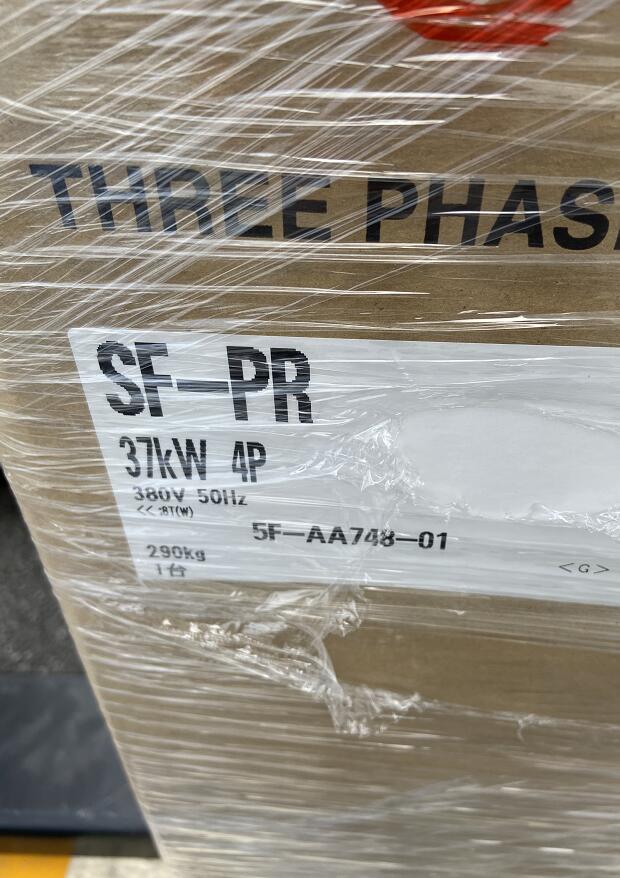 THREE PHAS
SF-PR
37kW 4P
380V 50Hz
5F-AA748-01
290kg
<G>
1台